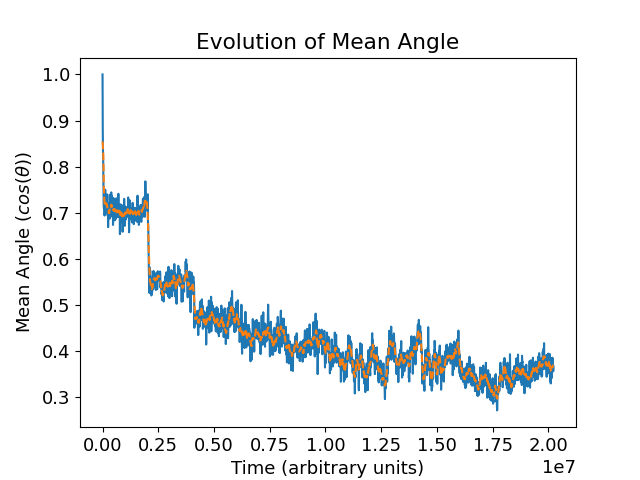 Evolution of Mean Angle
Mean Angle (cos(θ))
1.0
0.9
0.8
0.7
0.6
0.5
0.4
0.3
0.00 0.25 0.50 0.75 1.00 1.25 1.50 1.75 2.00
1e7
Time (arbitrary units)